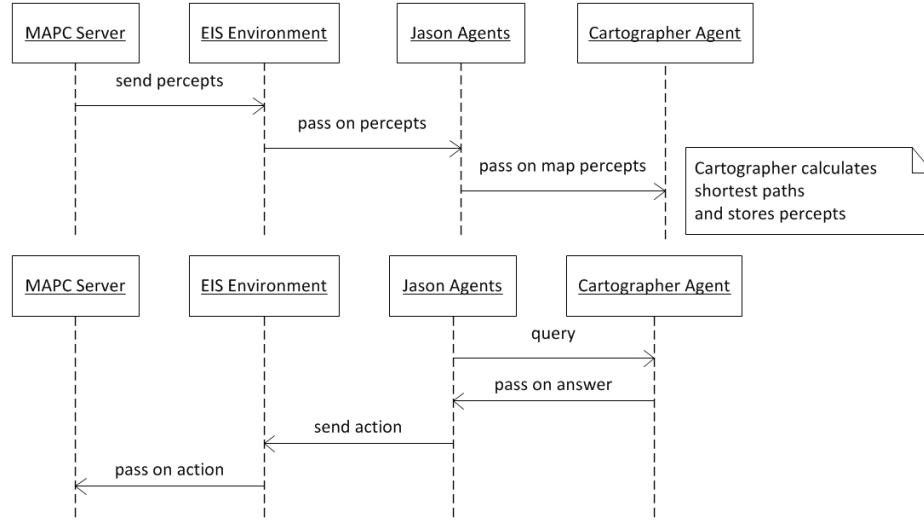 MAPC Server
EIS Environment
Jason Agents
Cartographer Agent
send percepts
pass on percepts
pass on map percepts
Cartographer calculates
shortest paths
and stores percepts
MAPC Server
EIS Environment
Jason Agents
Cartographer Agent
query
pass on answer
send action
pass on action